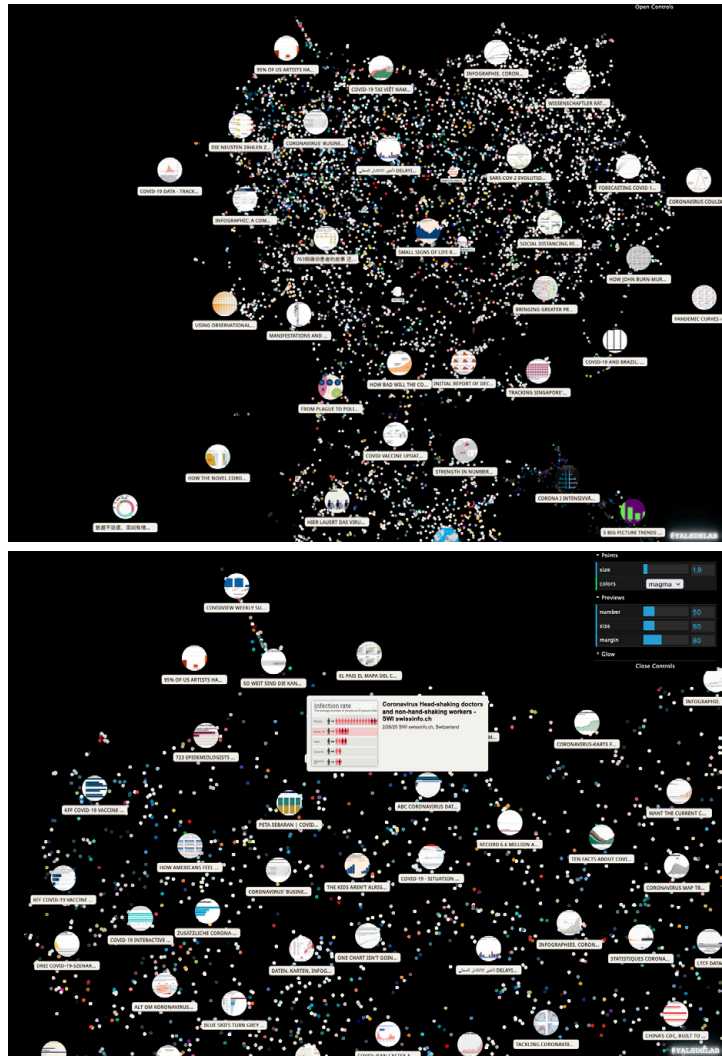 Open Controls
95% OF US ARTISTS HA...
COVID-19 TẠI VIỆT NAM...
INFOGRAPHIE. CORON...
WISSENSCHAFTLER RÄT...
DIE NEUSTEN ZAHLEN Z...
CORONAVIRUS' BUSINE...
COVID-19 DATA - TRACK...
SARS-COV-2 EVOLUTIO...
FORECASTING COVID-1...
CORONAVIRUS COULD
INFOGRAPHIC: A COM...
SMALL SIGNS OF LIFE R...
SOCIAL DISTANCING RE...
HOW JOHN BURN-MUR...
USING OBSERVATIONAL...
MANIFESTATIONS AND ...
BRINGING GREATER PR...
PANDEMIC CURVES -
COVID-19 AND BRAZIL: ...
HOW BAD WILL THE CO...
INITIAL REPORT OF DEC...
TRACKING SINGAPORE'...
FROM PLAGUE TO POLI...
COVID VACCINE UPDAT...
STRENGTH IN NUMBER...
HOW THE NOVEL CORO...
CORONA I INTENSIVVÅ...
HIER LAUERT DAS VIRU...
5 BEG PICTURE TRENDS ...
@YALEDHLAB
Points
size 1.9
colors magma
Previews
number 50
size 50
margin 80
Glow
Close Controls
COVIDVIEW WEEKLY SU...
95% OF US ARTISTS HA...
SO WEIT SIND DIE KAN...
EL PAIS EL MAPA DEL C...
INFOGRAPHIC:
Infection rate
Coronavirus Head-shaking doctors
and non-hand-shaking workers -
SWI swissinfo.ch
2/28/20 SWI swissinfo.ch, Switzerland
723 EPIDEMIOLOGISTS ...
CORONAVIRUS-KARTE F...
KFF COVID-19 VACCINE ...
PETA SEBARAN | COVID...
ABC CORONAVIRUS DAT...
WANT THE CURRENT C...
RECORD 6.6 MILLION A...
HOW AMERICANS FEEL ...
TEN FACTS ABOUT COVI...
KFF COVID-19 VACCINE ...
CORONAVIRUS' BUSINE...
THE KIDS AREN'T ALRIG...
COVID-19 - SITUATION ...
CORONAVIRUS MAP TR...
COVID-19 INTERACTIVE ...
ZUSÄTZLICHE CORONA-...
DREI COVID-19-SZENAR...
DATEN, KARTEN, INFOG...
ONE CHART ISN'T GOIN...
INFOGRAPHIES. CORON...
STATISTIQUES CORONA...
LTCF DATA
ALT OM KORONAVIRUS...
BLUE SKIES TURN GREY ...
TACKLING CORONAVIR...
CHINA'S CDC, BUILT TO ...
@YALEDHLAB